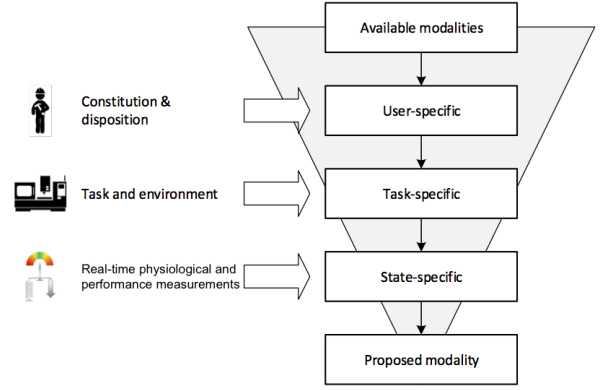 Available modalities
Constitution &
disposition
User-specific
Task and environment
Task-specific
Real-time physiological and
performance measurements
State-specific
Proposed modality